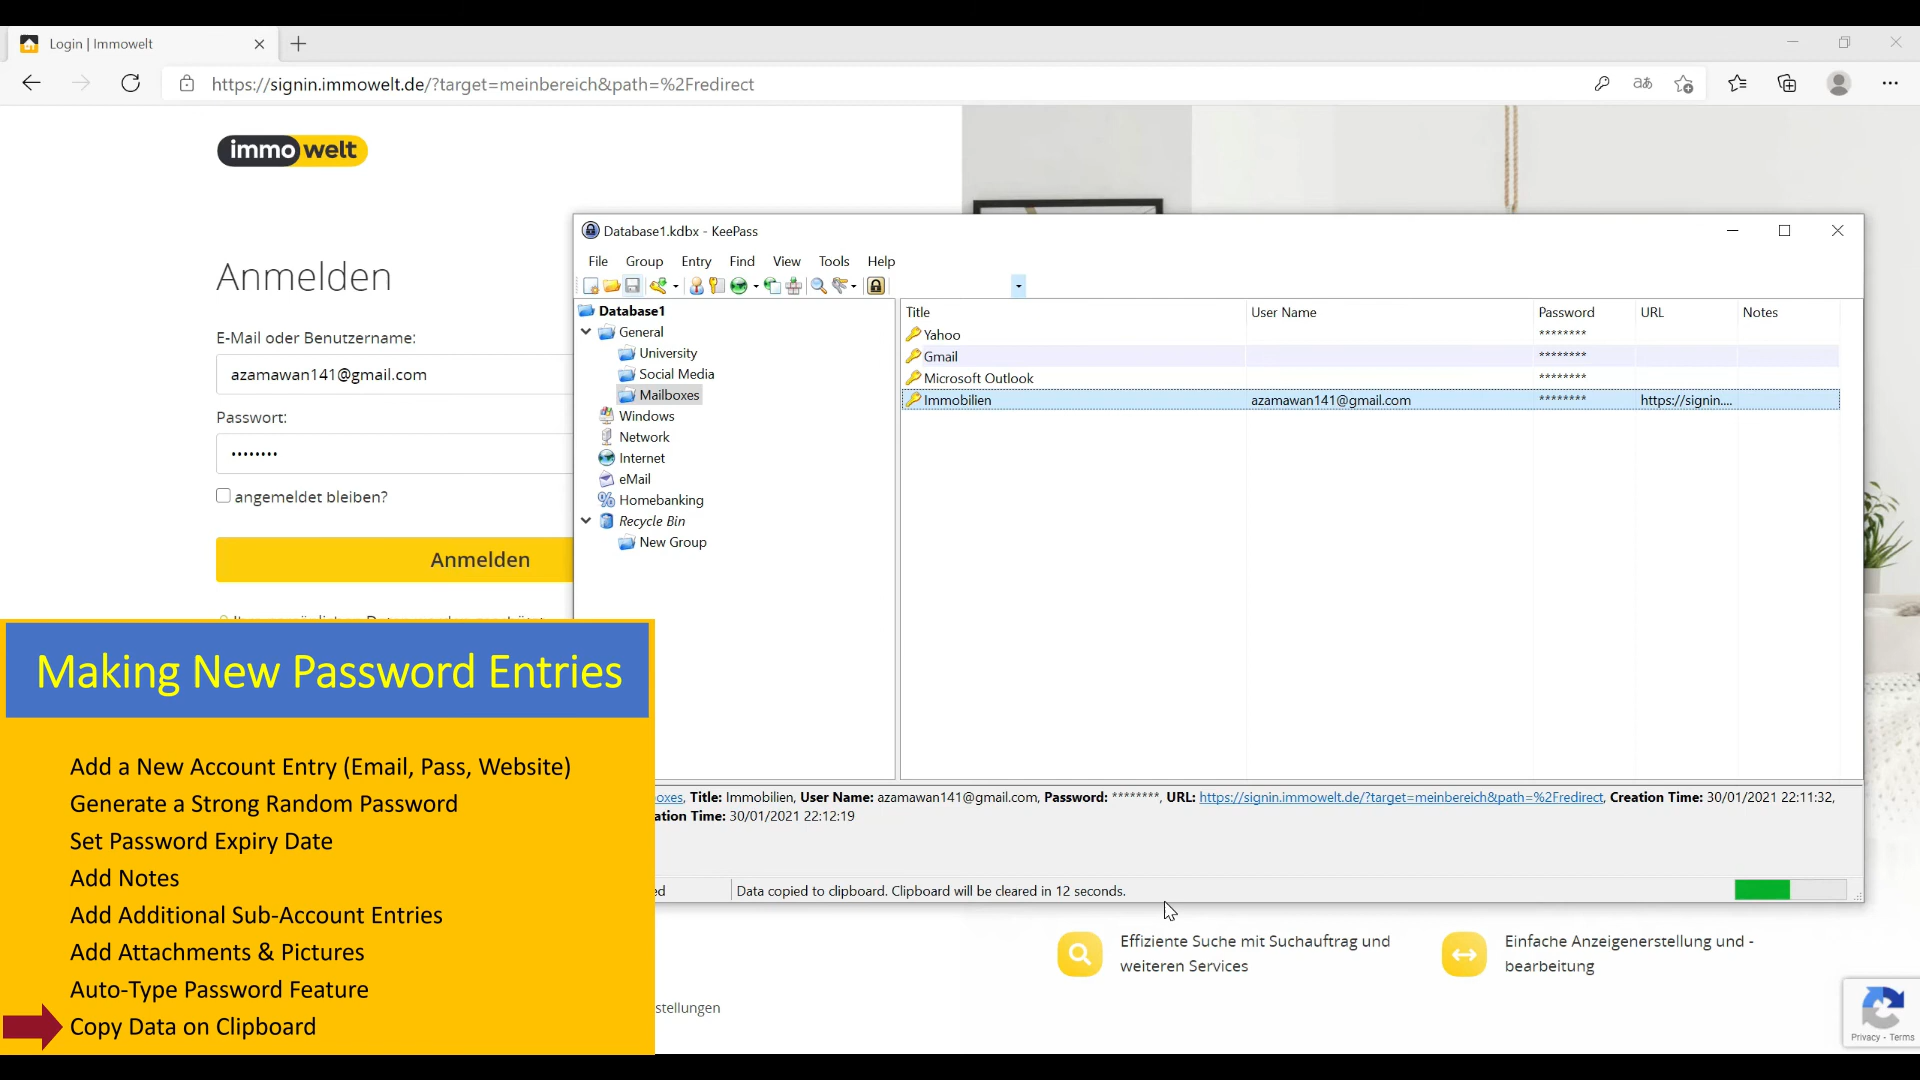 Login | Immowelt
https://signin.immowelt.de/?target=meinbereich&path=%2Fredirect
aあ
immowelt
Anmelden
E-Mail oder Benutzername:
azamawan141@gmail.com
Passwort:
••••••••
angemeldet bleiben?
Anmelden
Database1.kdbx - KeePass
File Group Entry Find View Tools Help
Database1
General
University
Social Media
Mailboxes
Windows
Network
Internet
eMail
Homebanking
Recycle Bin
New Group
Title User Name Password URL Notes
Yahoo ********
Gmail ********
Microsoft Outlook ********
Immobilien azamawan141@gmail.com ******** https://signin....
oxes, Title: Immobilien, User Name: azamawan141@gmail.com, Password: ********, URL: https://signin.immowelt.de/?target=meinbereich&path=%2Fredirect, Creation Time: 30/01/2021 22:11:32,
ation Time: 30/01/2021 22:12:19
ed Data copied to clipboard. Clipboard will be cleared in 12 seconds.
Making New Password Entries
Add a New Account Entry (Email, Pass, Website)
Generate a Strong Random Password
Set Password Expiry Date
Add Notes
Add Additional Sub-Account Entries
Add Attachments & Pictures
Auto-Type Password Feature
Copy Data on Clipboard
Effiziente Suche mit Suchauftrag und
weiteren Services
Einfache Anzeigenerstellung und -
bearbeitung
stellungen
Privacy - Terms